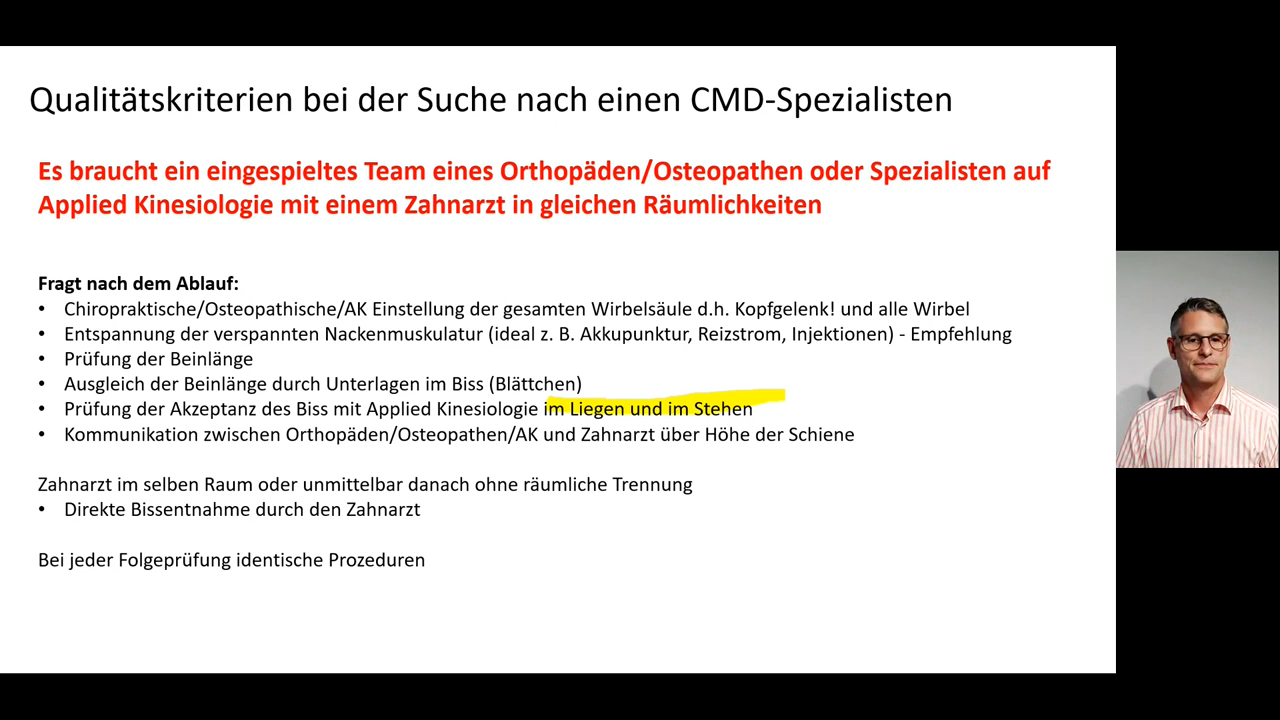 Qualitätskriterien bei der Suche nach einen CMD-Spezialisten
Es braucht ein eingespieltes Team eines Orthopäden/Osteopathen oder Spezialisten auf
Applied Kinesiologie mit einem Zahnarzt in gleichen Räumlichkeiten
Fragt nach dem Ablauf:
• Chiropraktische/Osteopathische/AK Einstellung der gesamten Wirbelsäule d.h. Kopfgelenk! und alle Wirbel
• Entspannung der verspannten Nackenmuskulatur (ideal z. B. Akkupunktur, Reizstrom, Injektionen) - Empfehlung
• Prüfung der Beinlänge
• Ausgleich der Beinlänge durch Unterlagen im Biss (Blättchen)
• Prüfung der Akzeptanz des Biss mit Applied Kinesiologie im Liegen und im Stehen
• Kommunikation zwischen Orthopäden/Osteopathen/AK und Zahnarzt über Höhe der Schiene
Zahnarzt im selben Raum oder unmittelbar danach ohne räumliche Trennung
• Direkte Bissentnahme durch den Zahnarzt
Bei jeder Folgeprüfung identische Prozeduren